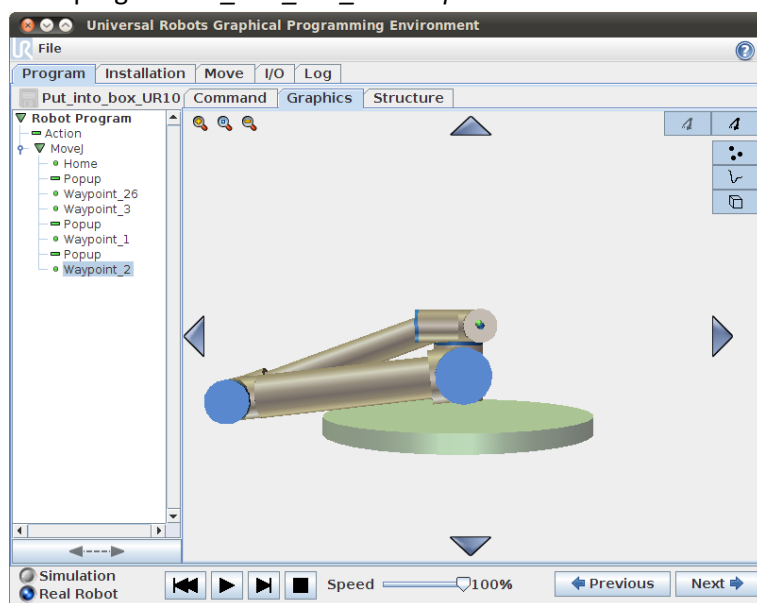 Universal Robots Graphical Programming Environment
File
Program Installation Move I/O Log
Put_into_box_UR10 Command Graphics Structure
Robot Program
Action
MoveJ
Home
Popup
Waypoint_26
Waypoint_3
Popup
Waypoint_1
Popup
Waypoint_2
Simulation
Real Robot
Speed 100%
Previous Next